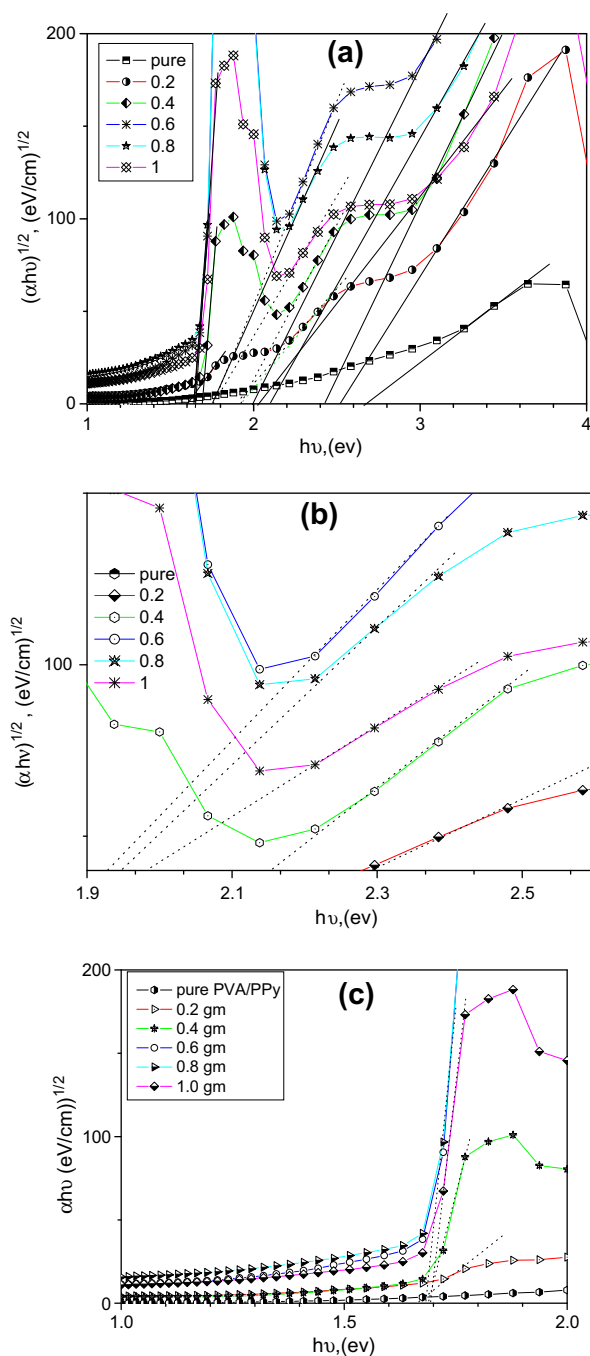 (a)
200
100
0
(αhυ)1/2, (eV/cm)1/2
pure
0.2
0.4
0.6
0.8
1
1 2 3 4
hυ,(ev)
(b)
100
(αhν)1/2, (eV/cm)1/2
pure
0.2
0.4
0.6
0.8
1
1.9 2.1 2.3 2.5
hυ,(ev)
(c)
200
100
0
αhυ (eV/cm))1/2
pure PVA/PPy
0.2 gm
0.4 gm
0.6 gm
0.8 gm
1.0 gm
1.0 1.5 2.0
hυ,(ev)